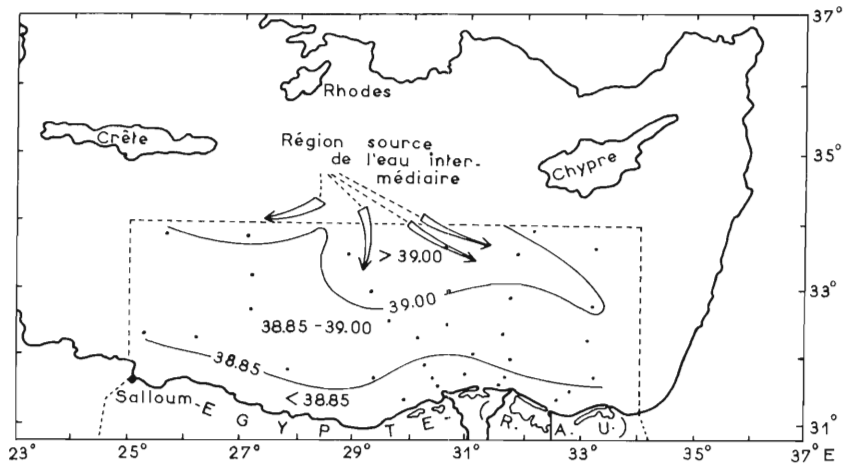 37°
Rhodes
Crête
Région source
de l'eau inter-
médiaire
35°
Chypre
> 39.00
39.00
33°
38.85 - 39.00
38.85
Salloum
< 38.85
E G Y P T E - ( R. A. U. )
31°
23° 25° 27° 29° 31° 33° 35° 37° E